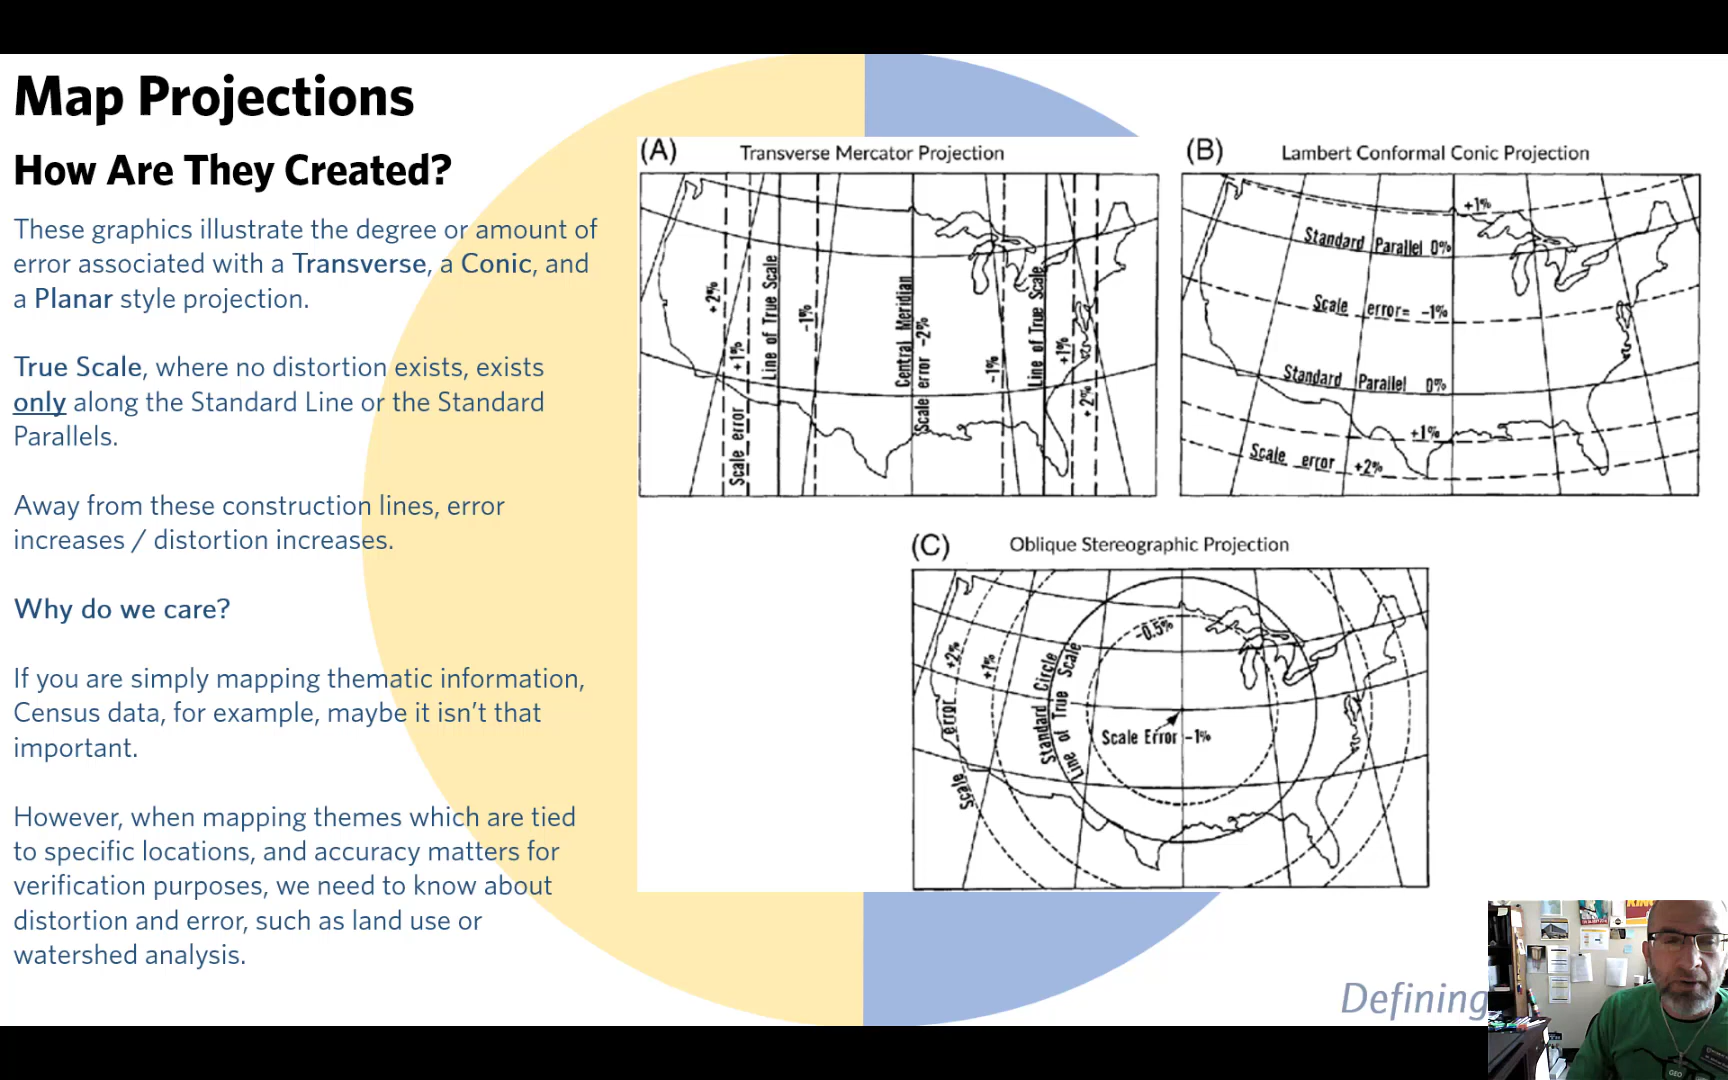 Map Projections
How Are They Created?
These graphics illustrate the degree or amount of
error associated with a Transverse, a Conic, and
a Planar style projection.
True Scale, where no distortion exists, exists
only along the Standard Line or the Standard
Parallels.
Away from these construction lines, error
increases / distortion increases.
Why do we care?
If you are simply mapping thematic information,
Census data, for example, maybe it isn't that
important.
However, when mapping themes which are tied
to specific locations, and accuracy matters for
verification purposes, we need to know about
distortion and error, such as land use or
watershed analysis.
(A)
Transverse Mercator Projection
+2%
+1%
Scale error
Line of True Scale
-1%
Central Meridian
Scale error -2%
-1%
Line of True Scale
+1%
+2%
(B)
Lambert Conformal Conic Projection
+1%
Standard Parallel 0%
Scale error= -1%
Standard Parallel 0%
+1%
Scale error +2%
(C)
Oblique Stereographic Projection
Scale error +2%
+1%
Standard Circle
Line of True Scale
-0.5%
Scale Error -1%
Defining
GEO